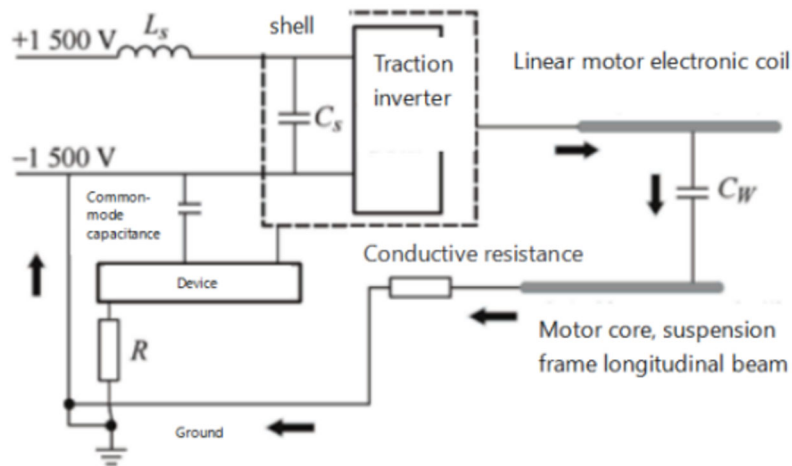 +1 500 V
Ls
shell
Traction
inverter
Linear motor electronic coil
Cs
−1 500 V
Common-
mode
capacitance
CW
Conductive resistance
Device
R
Motor core, suspension
frame longitudinal beam
Ground